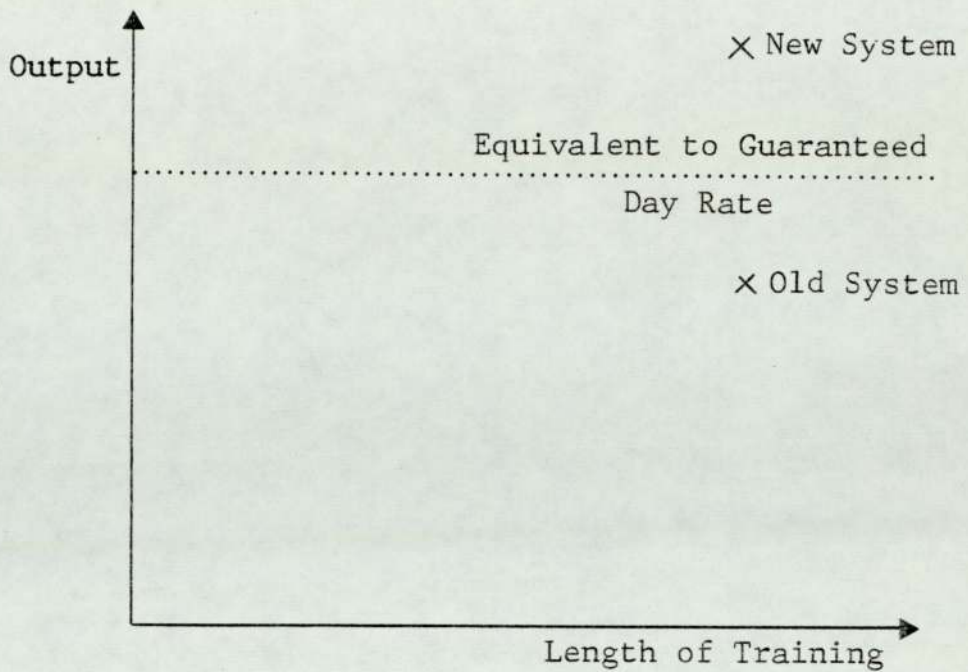 Output
× New System
Equivalent to Guaranteed
Day Rate
× Old System
Length of Training